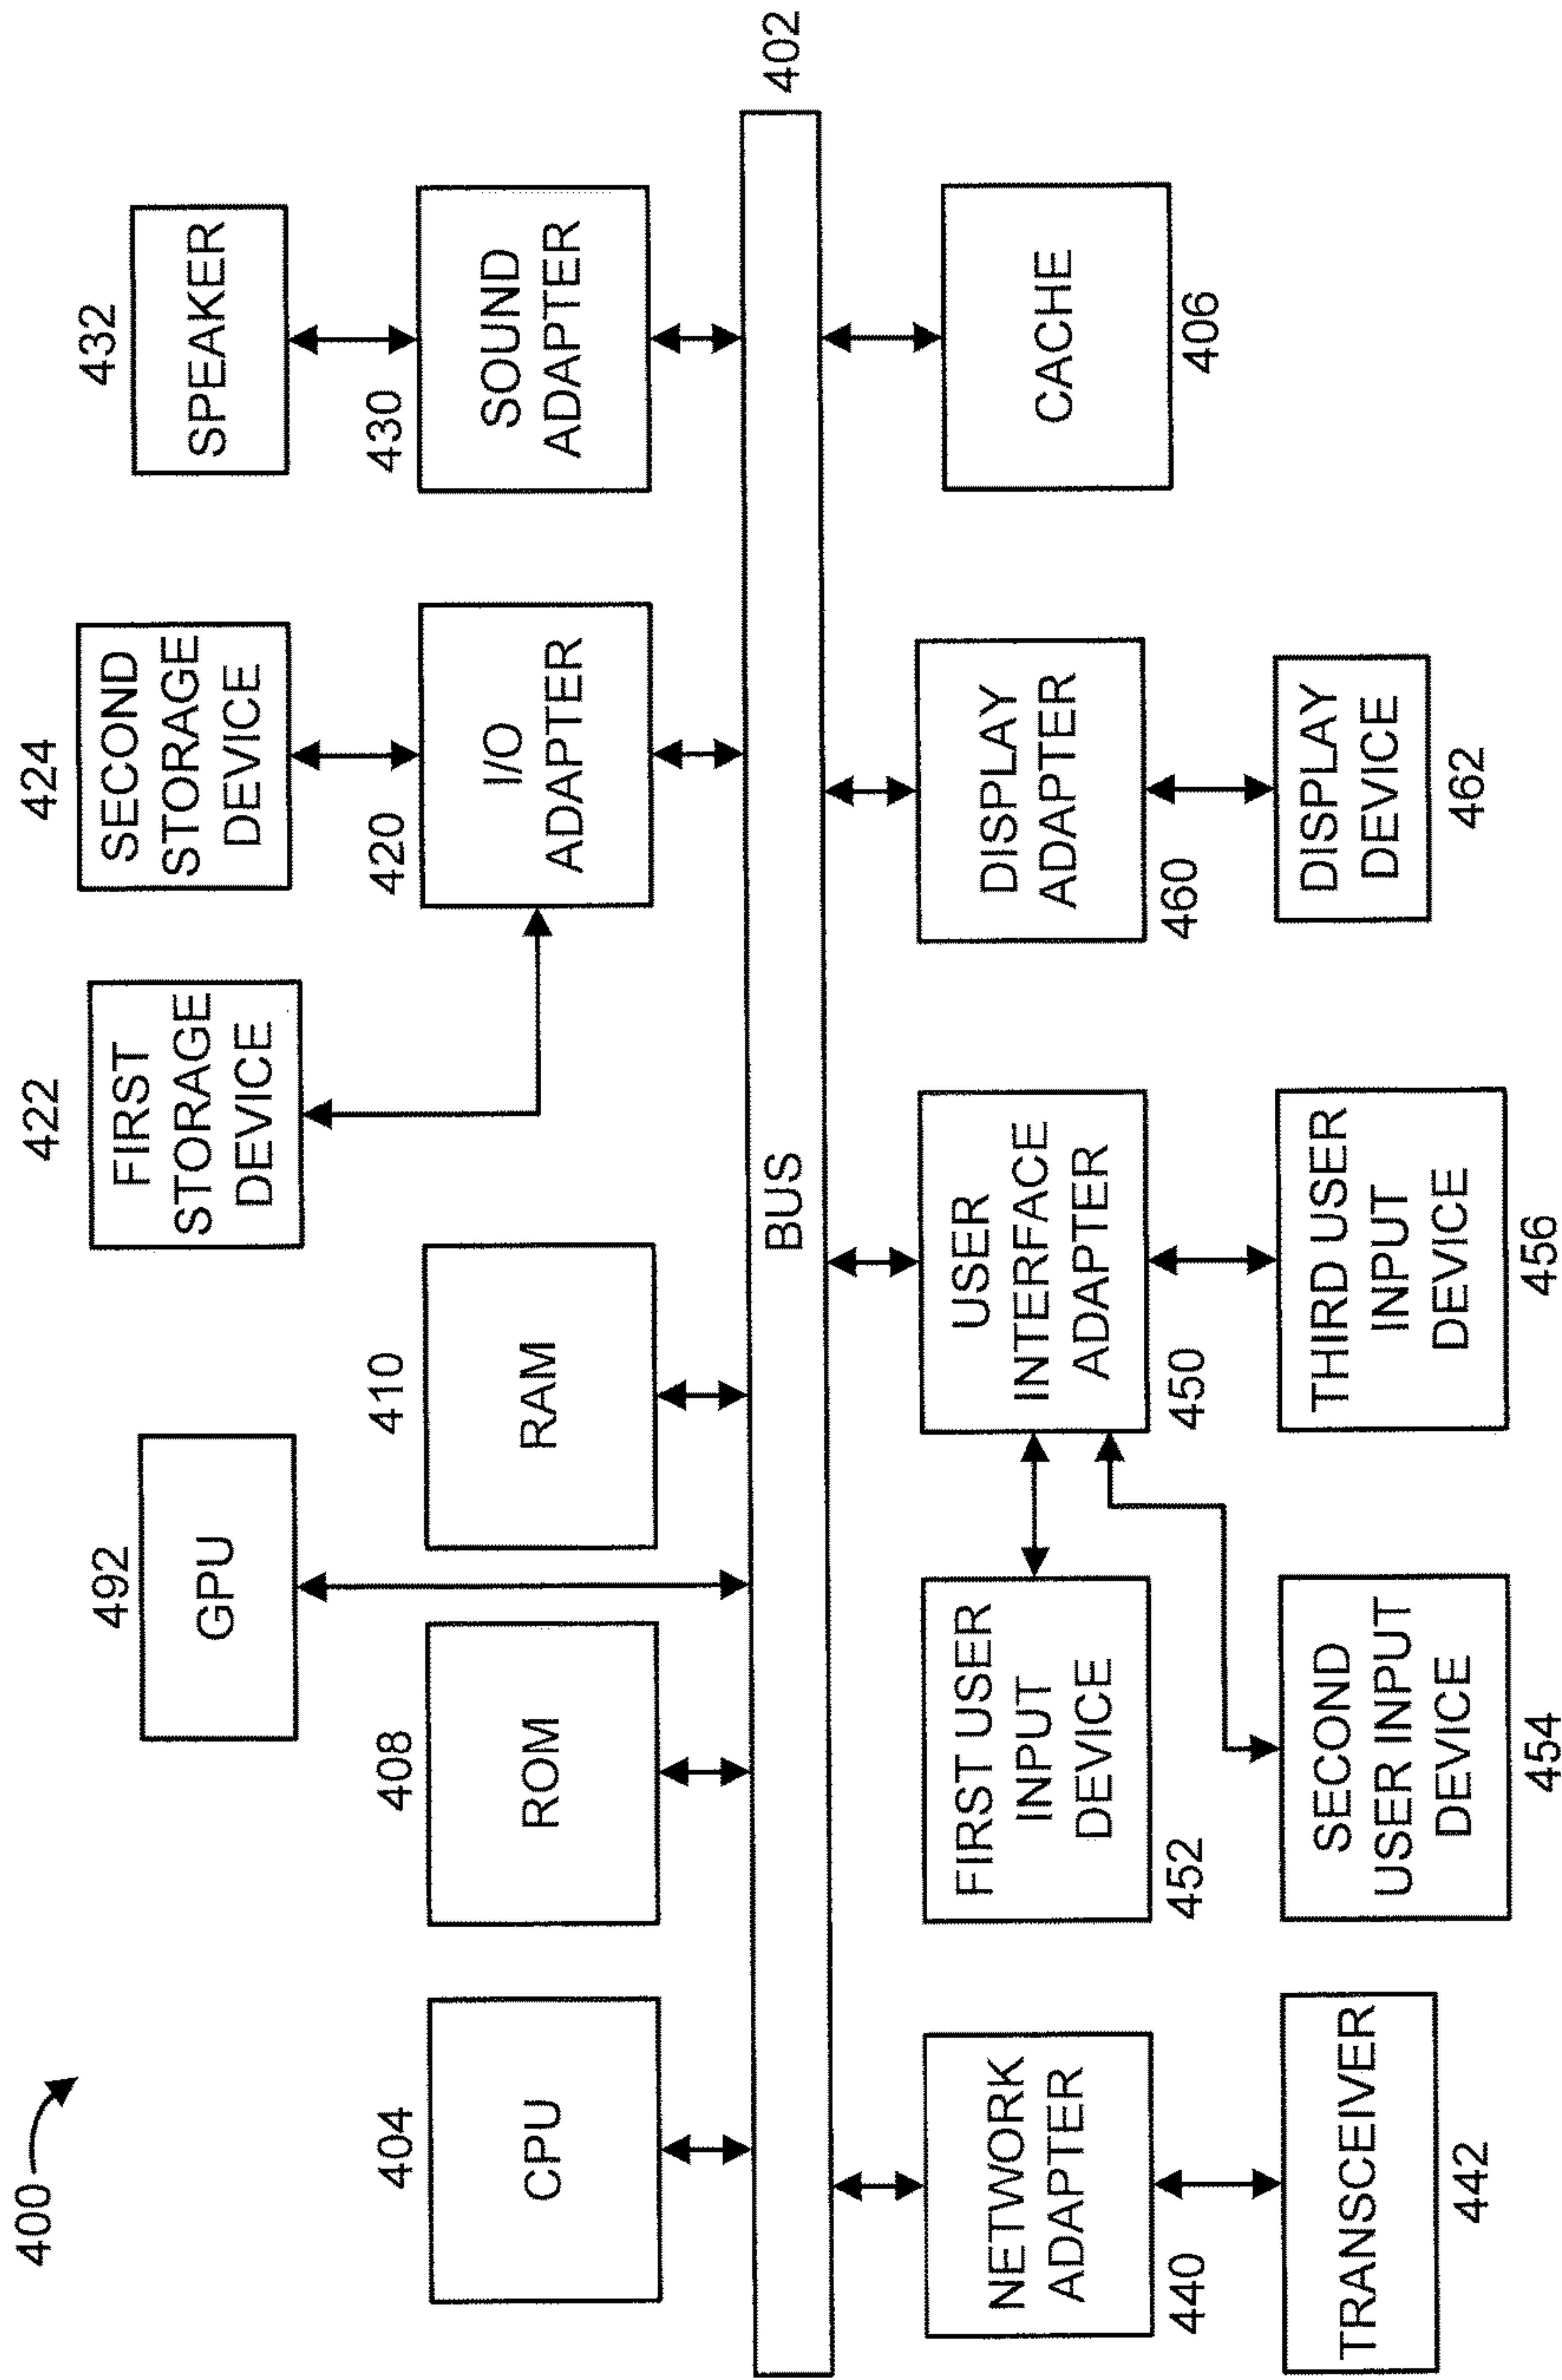 400
492
GPU
422
FIRST
STORAGE
DEVICE
424
SECOND
STORAGE
DEVICE
432
SPEAKER
404
CPU
408
ROM
410
RAM
420
I/O
ADAPTER
430
SOUND
ADAPTER
BUS
402
NETWORK
ADAPTER
440
FIRST USER
INPUT
DEVICE
452
USER
INTERFACE
ADAPTER
450
DISPLAY
ADAPTER
460
CACHE
406
TRANSCEIVER
442
SECOND
USER INPUT
DEVICE
454
THIRD USER
INPUT
DEVICE
456
DISPLAY
DEVICE
462